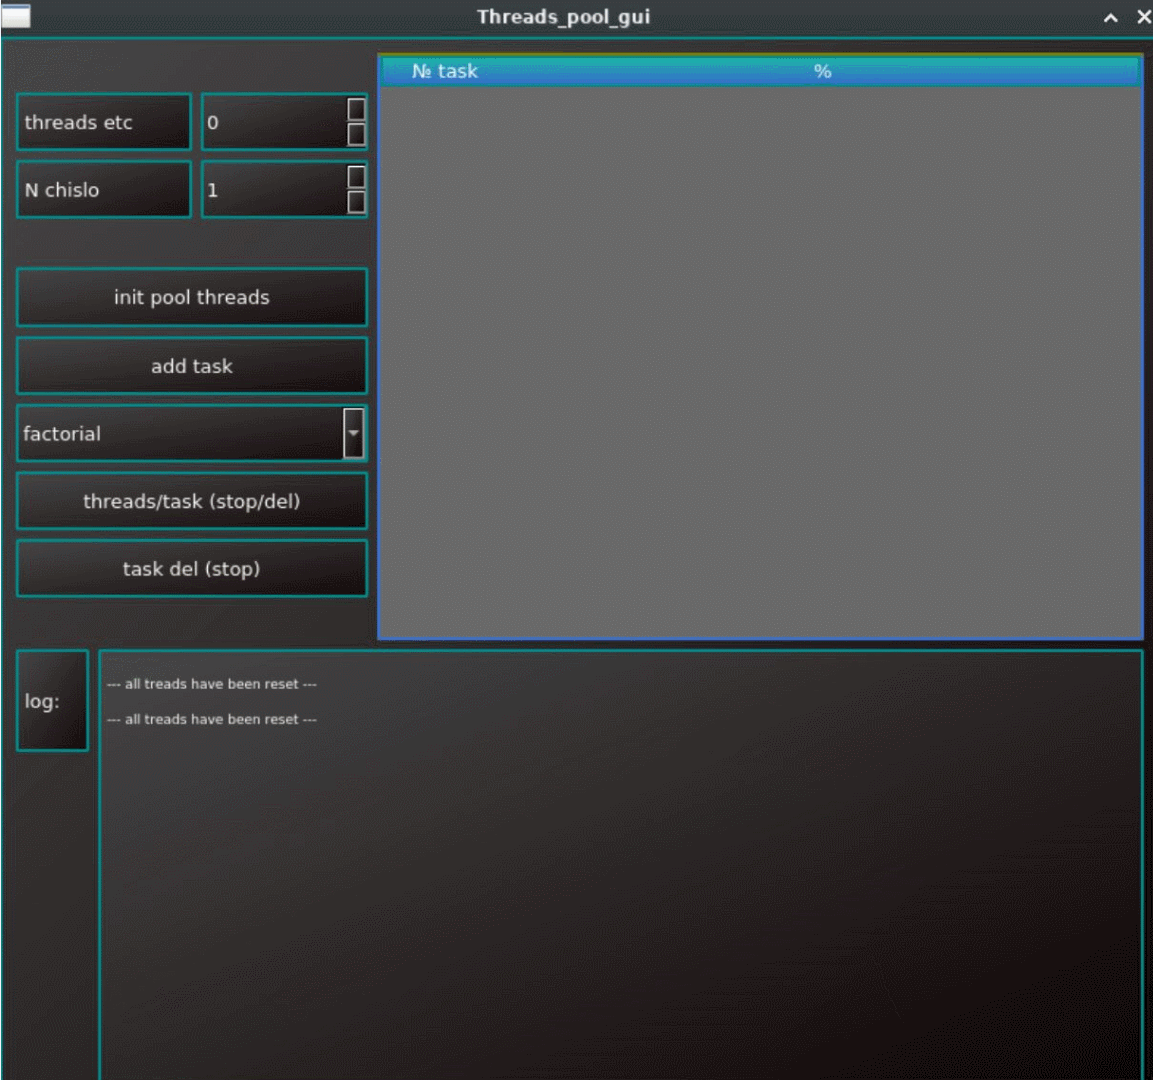 Threads_pool_gui
№ task %
threads etc 0
N chislo 1
init pool threads
add task
factorial
threads/task (stop/del)
task del (stop)
log:
--- all treads have been reset ---
--- all treads have been reset ---